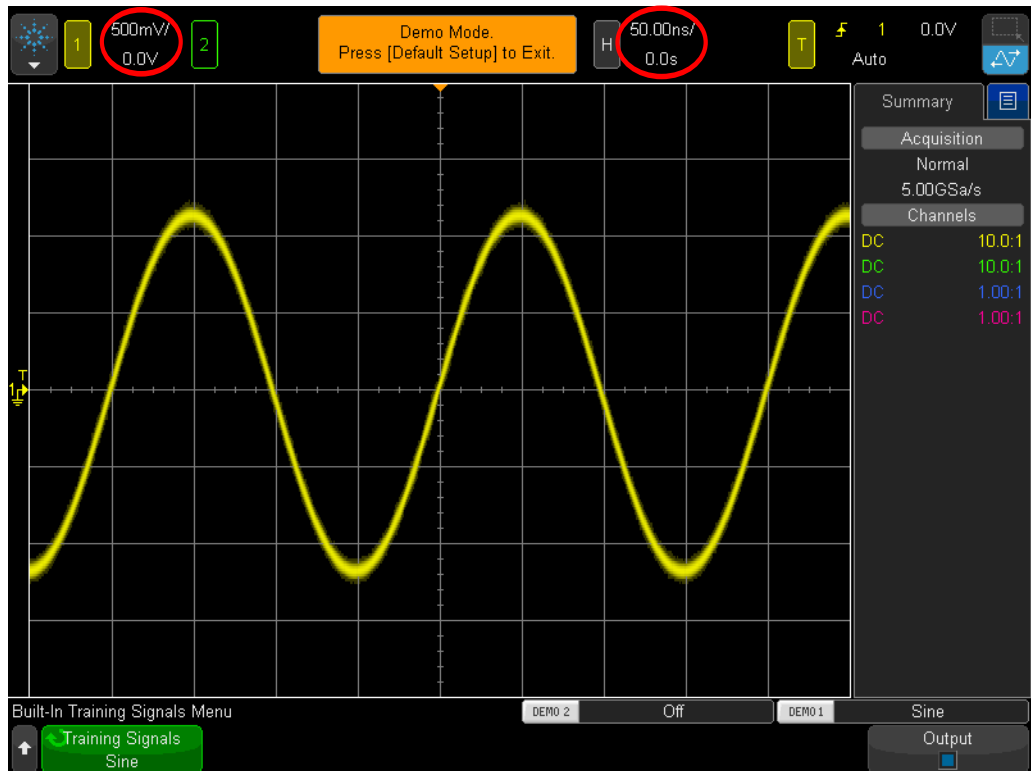 1 500mV/ 2 Demo Mode. H 50.00ns/ T 1 0.0V
0.0V Press [Default Setup] to Exit. 0.0s Auto
Summary
Acquisition
Normal
5.00GSa/s
Channels
DC 10.0:1
DC 10.0:1
DC 1.00:1
DC 1.00:1
T
1
Built-In Training Signals Menu DEMO 2 Off DEMO 1 Sine
Training Signals Output
Sine